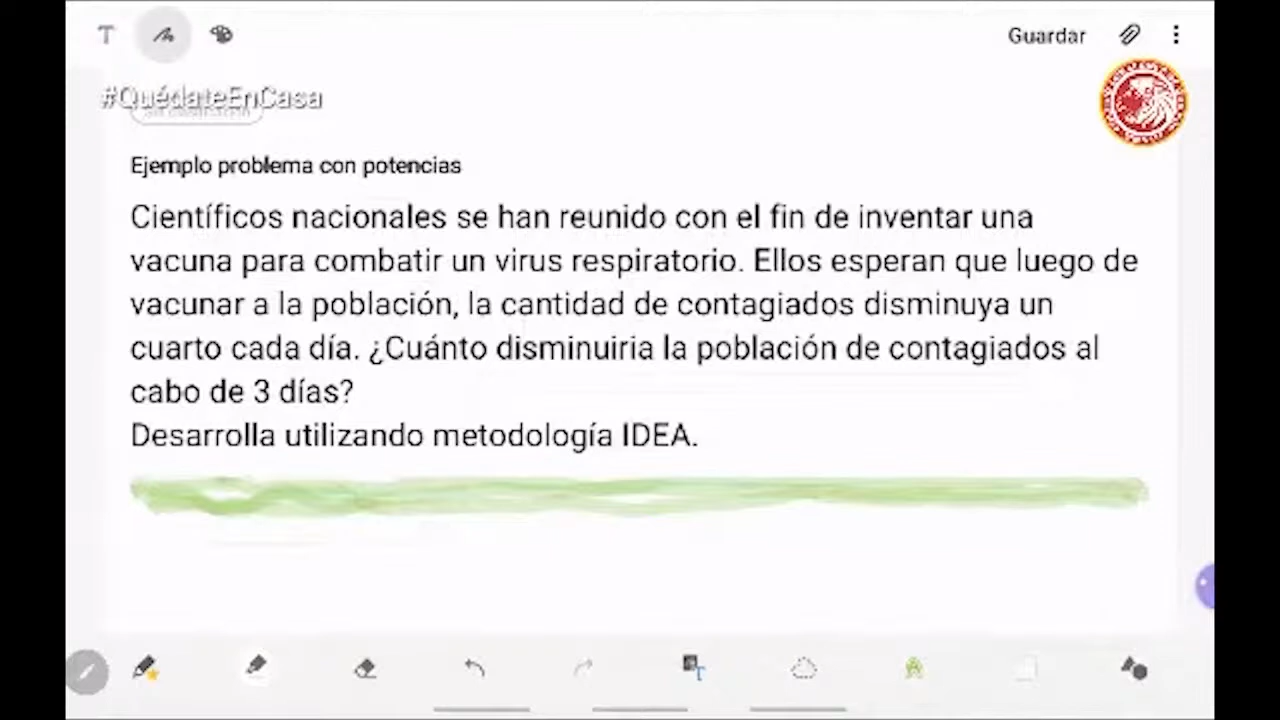 Guardar
#QuédateEnCasa
Ejemplo problema con potencias
Científicos nacionales se han reunido con el fin de inventar una
vacuna para combatir un virus respiratorio. Ellos esperan que luego de
vacunar a la población, la cantidad de contagiados disminuya un
cuarto cada día. ¿Cuánto disminuiria la población de contagiados al
cabo de 3 días?
Desarrolla utilizando metodología IDEA.